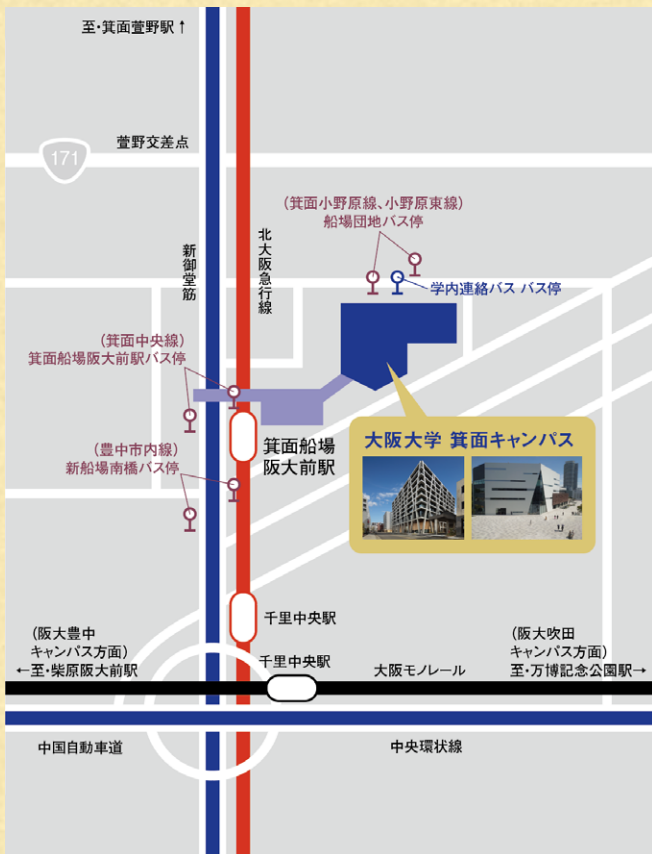 至・箕面萱野駅↑
萱野交差点
171
(箕面小野原線、小野原東線)
船場団地バス停
学内連絡バス バス停
新御堂筋
北大阪急行線
(箕面中央線)
箕面船場阪大前駅バス停
箕面船場
阪大前駅
大阪大学 箕面キャンパス
(豊中市内線)
新船場南橋バス停
千里中央駅
(阪大豊中
キャンパス方面)
←至・柴原阪大前駅
千里中央駅
大阪モノレール
(阪大吹田
キャンパス方面)
至・万博記念公園駅→
中国自動車道
中央環状線